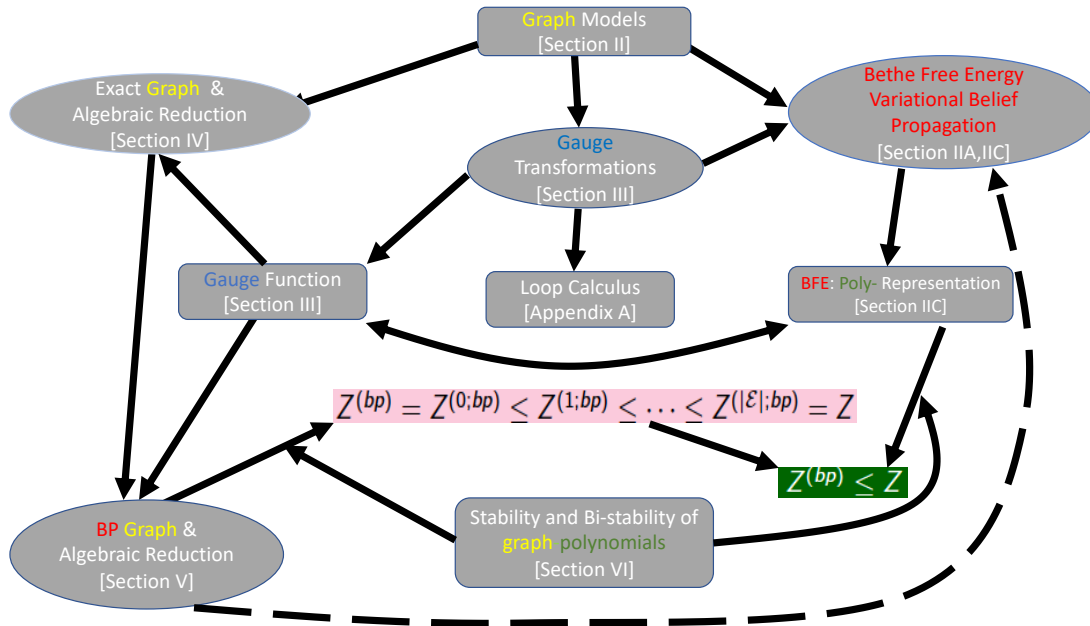 Graph Models
[Section II]
Exact Graph &
Algebraic Reduction
[Section IV]
Bethe Free Energy
Variational Belief
Propagation
[Section IIA,IIC]
Gauge
Transformations
[Section III]
Gauge Function
[Section III]
Loop Calculus
[Appendix A]
BFE: Poly- Representation
[Section IIC]
Z^{(bp)} = Z^{(0;bp)} ≤ Z^{(1;bp)} ≤ ⋯ ≤ Z^{(|ℰ|;bp)} = Z
Z^{(bp)} ≤ Z
BP Graph &
Algebraic Reduction
[Section V]
Stability and Bi-stability of
graph polynomials
[Section VI]